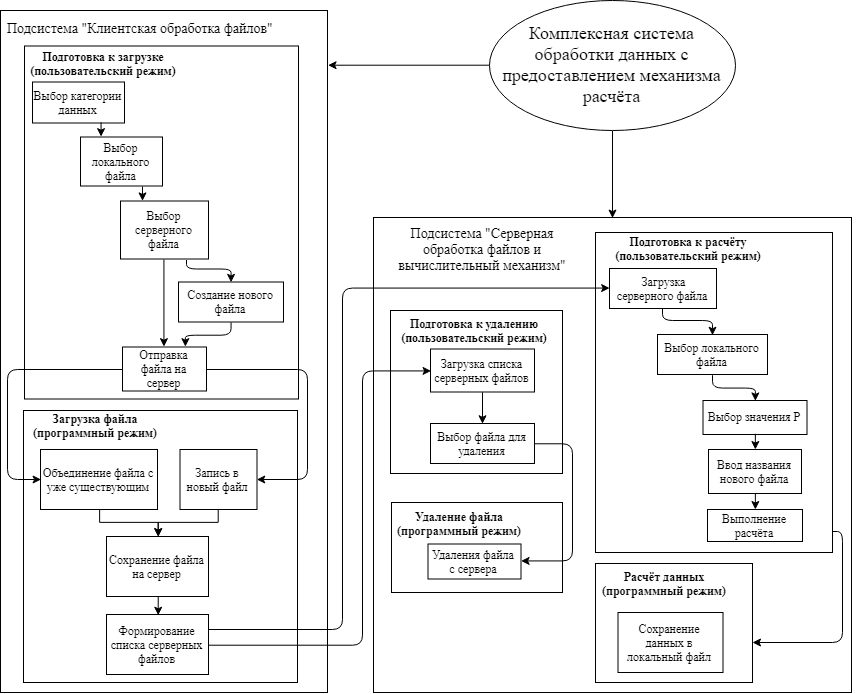 Подсистема "Клиентская обработка файлов"
Подготовка к загрузке
(пользовательский режим)
Выбор категории
данных
Выбор
локального
файла
Выбор
серверного
файла
Создание нового
файла
Отправка
файла на
сервер
Загрузка файла
(программный режим)
Объединение файла с
уже существующим
Запись в
новый файл
Сохранение файла
на сервер
Формирование
списка серверных
файлов
Комплексная система
обработки данных с
предоставлением механизма
расчёта
Подсистема "Серверная
обработка файлов и
вычислительный механизм"
Подготовка к удалению
(пользовательский режим)
Загрузка списка
серверных файлов
Выбор файла для
удаления
Удаление файла
(программный режим)
Удаления файла
с сервера
Подготовка к расчёту
(пользовательский режим)
Загрузка
серверного файла
Выбор локального
файла
Выбор значения P
Ввод названия
нового файла
Выполнение
расчёта
Расчёт данных
(программный режим)
Сохранение
данных в
локальный файл